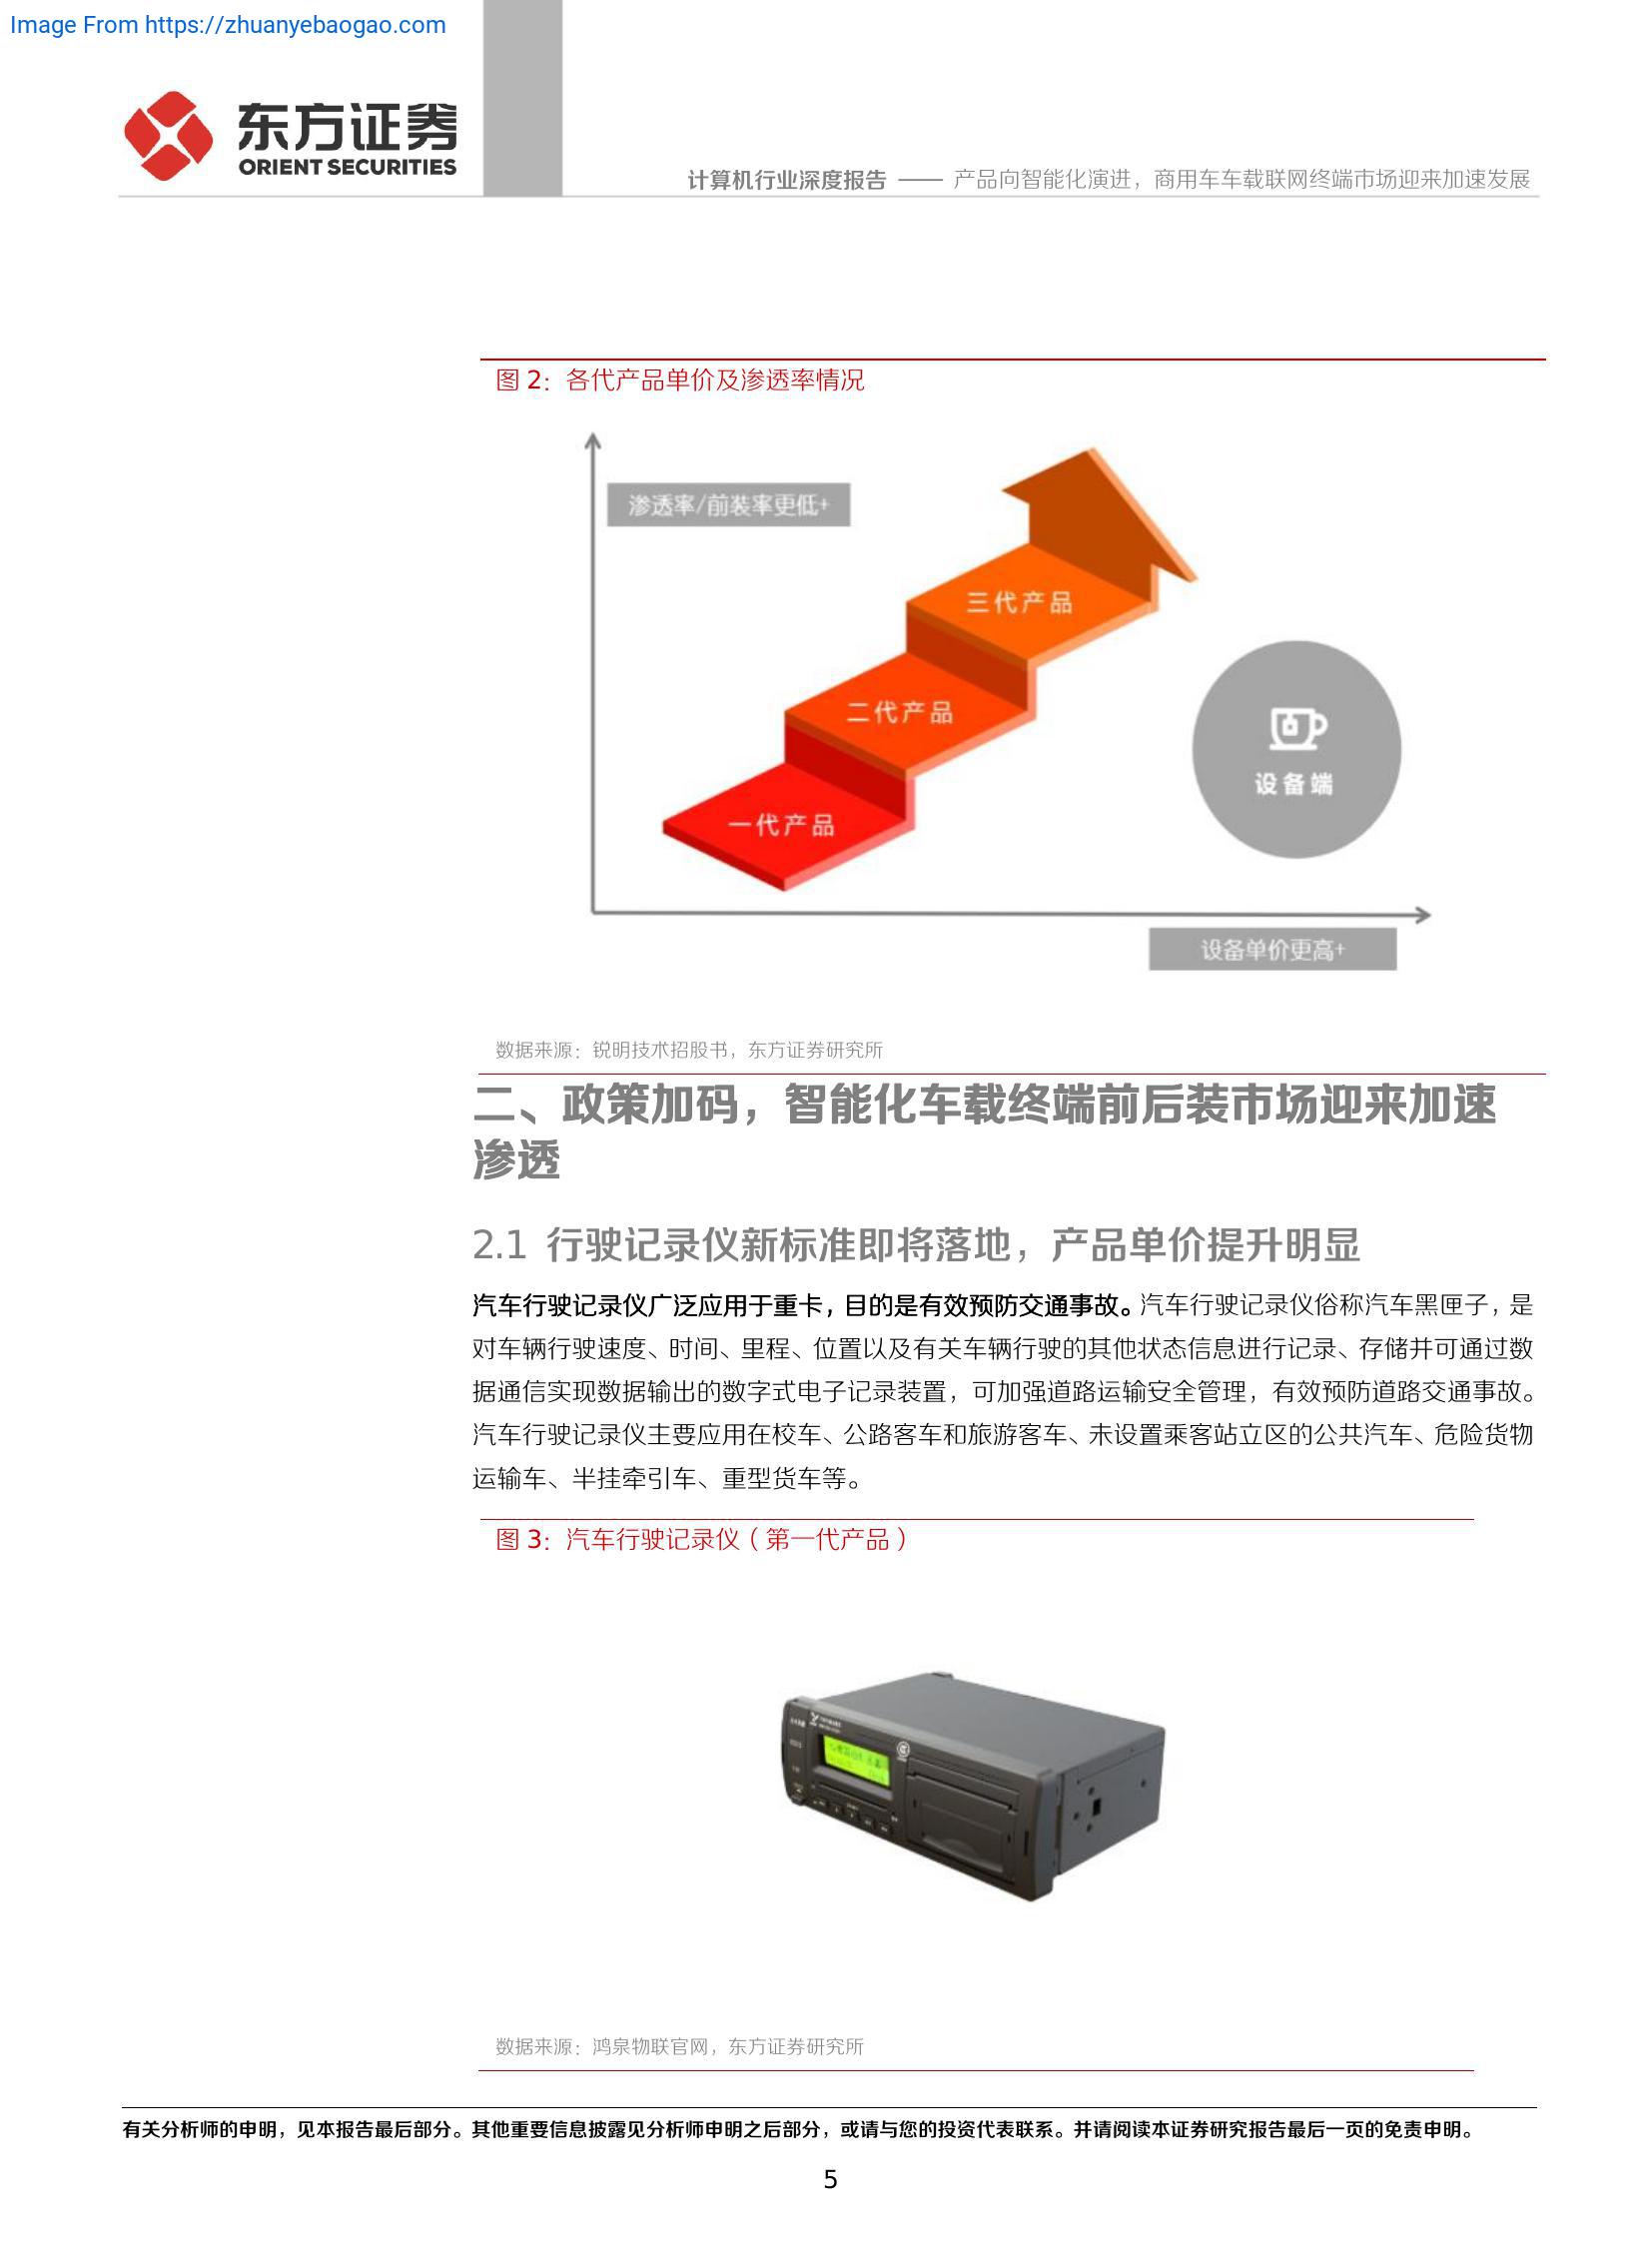 Image From https://zhuanyebaogao.com
东方证券
ORIENT SECURITIES
计算机行业深度报告 —— 产品向智能化演进，商用车车载联网终端市场迎来加速发展
图 2：各代产品单价及渗透率情况
渗透率/前装率更低+
三代产品
二代产品
一代产品
设备端
设备单价更高+
数据来源：锐明技术招股书，东方证券研究所
二、政策加码，智能化车载终端前后装市场迎来加速
渗透
2.1 行驶记录仪新标准即将落地，产品单价提升明显
汽车行驶记录仪广泛应用于重卡，目的是有效预防交通事故。汽车行驶记录仪俗称汽车黑匣子，是
对车辆行驶速度、时间、里程、位置以及有关车辆行驶的其他状态信息进行记录、存储并可通过数
据通信实现数据输出的数字式电子记录装置，可加强道路运输安全管理，有效预防道路交通事故。
汽车行驶记录仪主要应用在校车、公路客车和旅游客车、未设置乘客站立区的公共汽车、危险货物
运输车、半挂牵引车、重型货车等。
图 3：汽车行驶记录仪（第一代产品）
数据来源：鸿泉物联官网，东方证券研究所
有关分析师的申明，见本报告最后部分。其他重要信息披露见分析师申明之后部分，或请与您的投资代表联系。并请阅读本证券研究报告最后一页的免责申明。
5